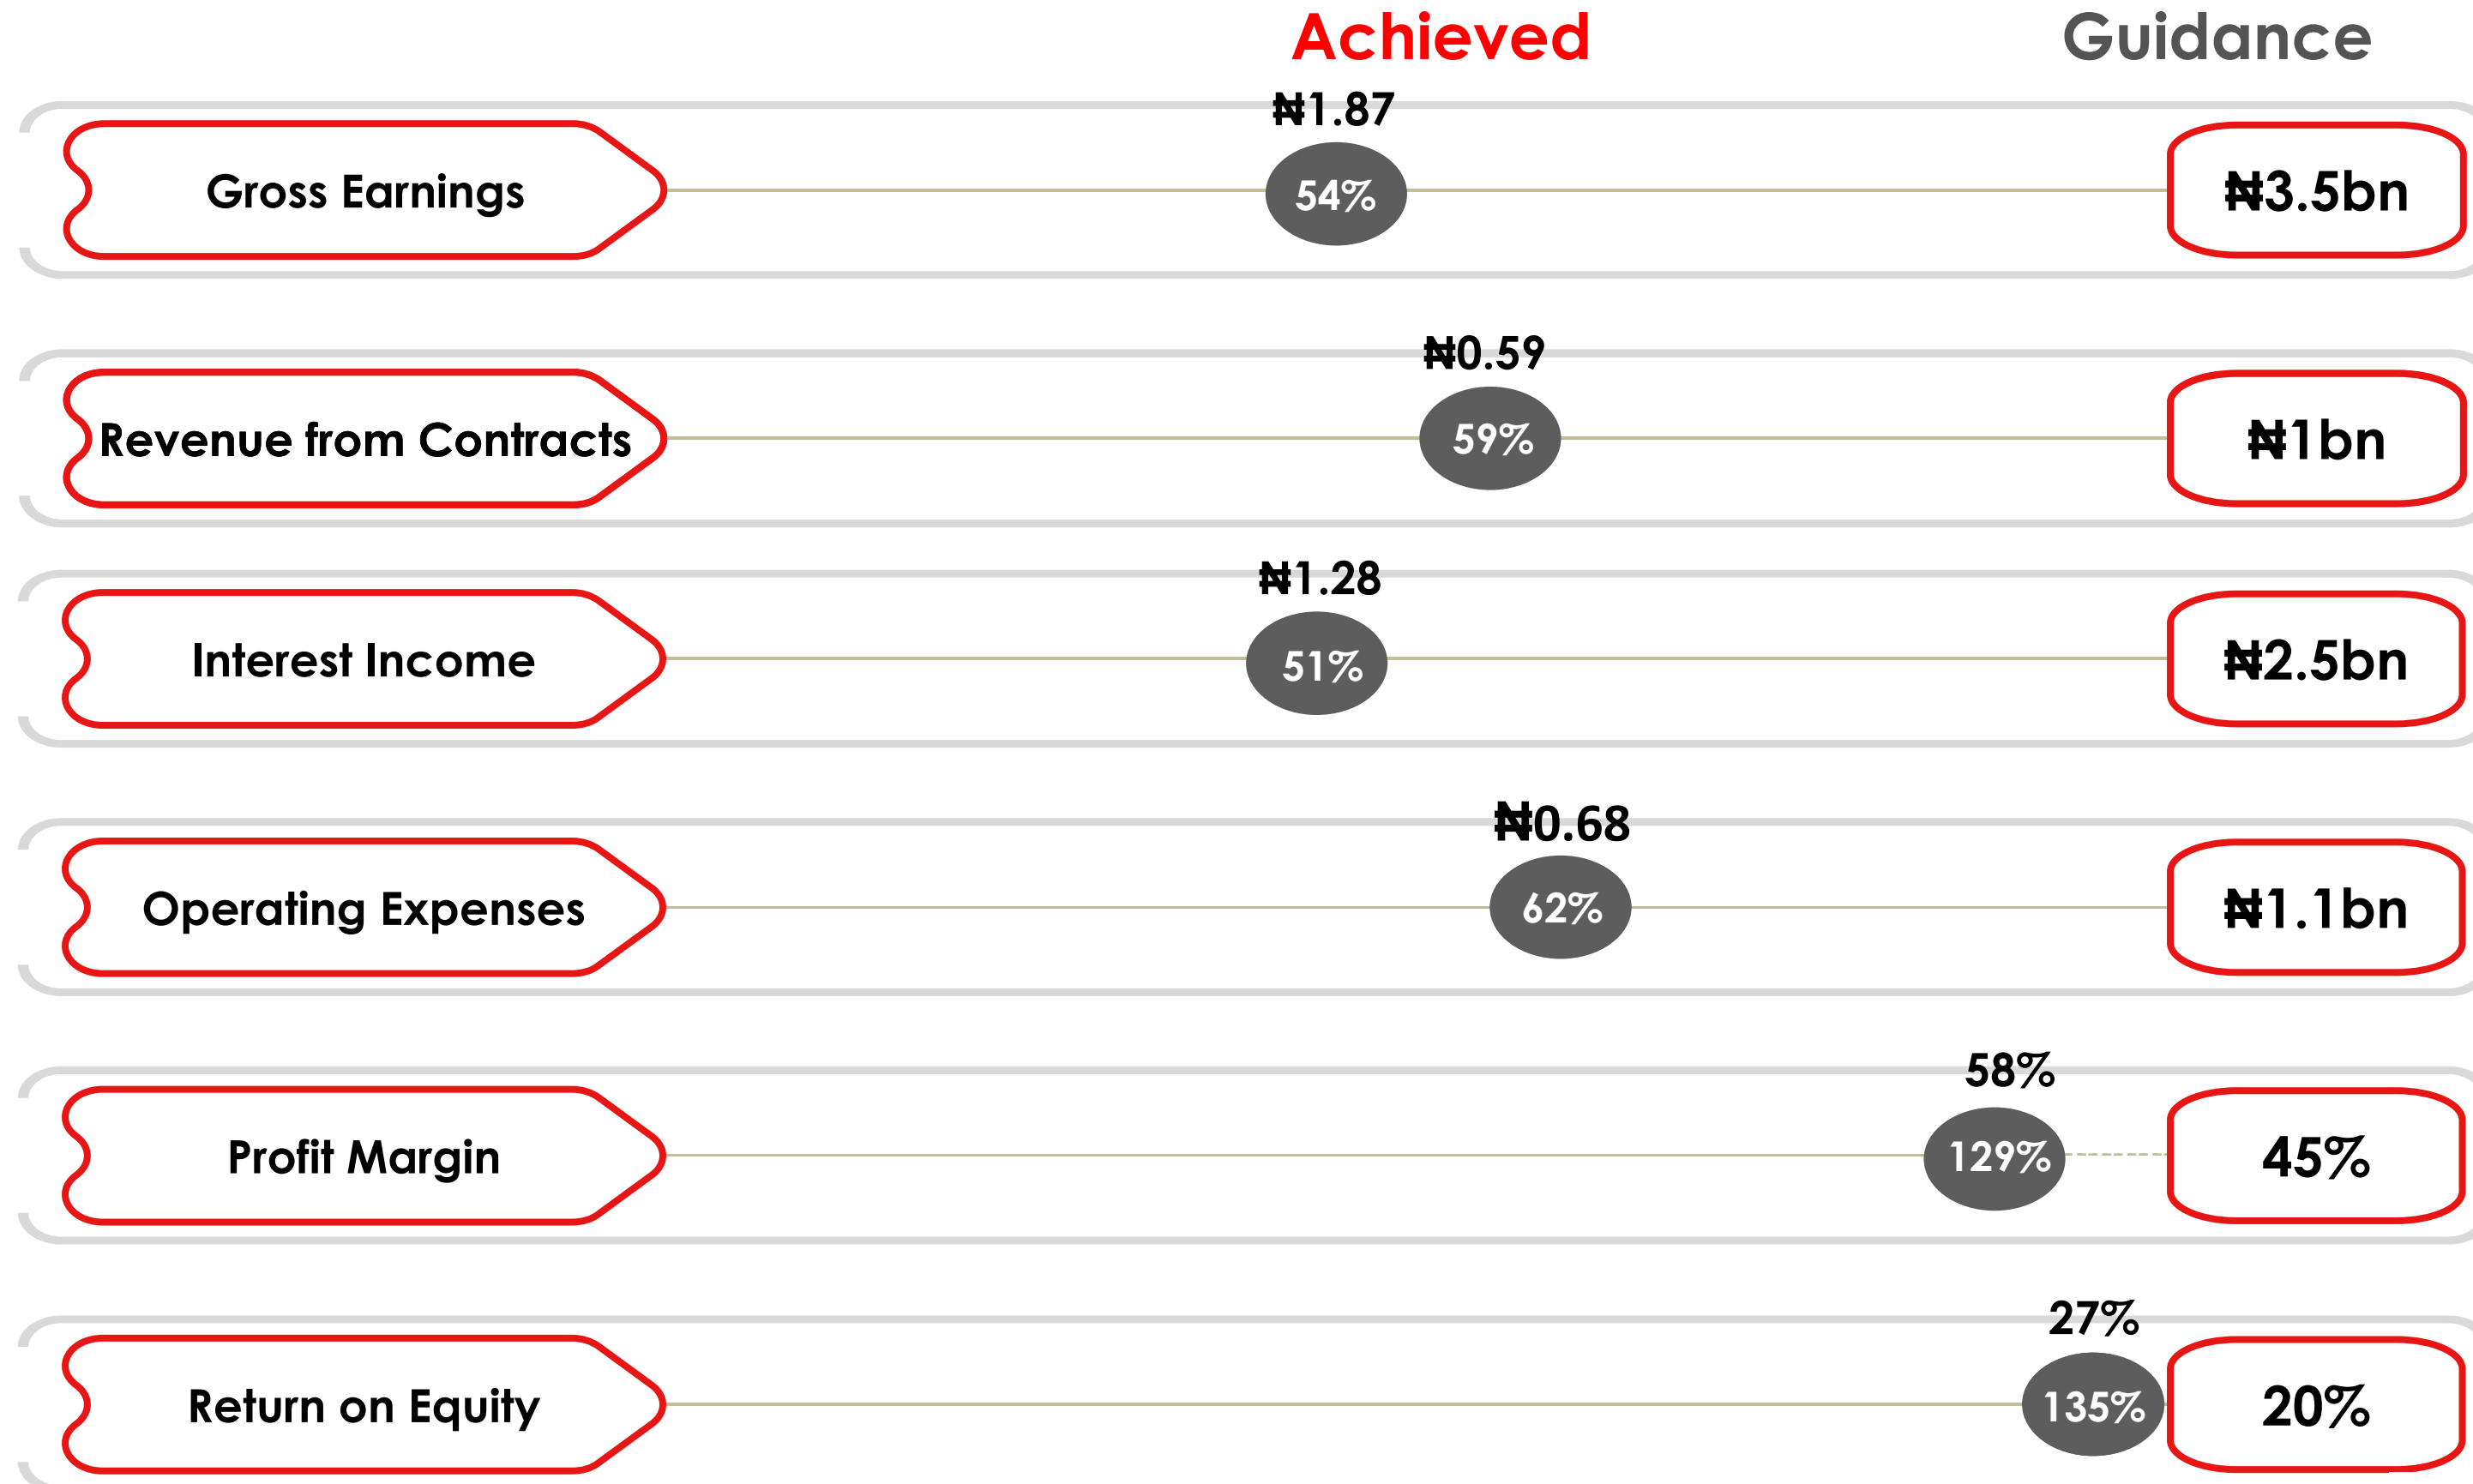 Achieved Guidance
₦1.87
Gross Earnings 54% ₦3.5bn
₦0.59
Revenue from Contracts 59% ₦1bn
₦1.28
Interest Income 51% ₦2.5bn
₦0.68
Operating Expenses 62% ₦1.1bn
58%
Profit Margin 129% 45%
27%
Return on Equity 135% 20%